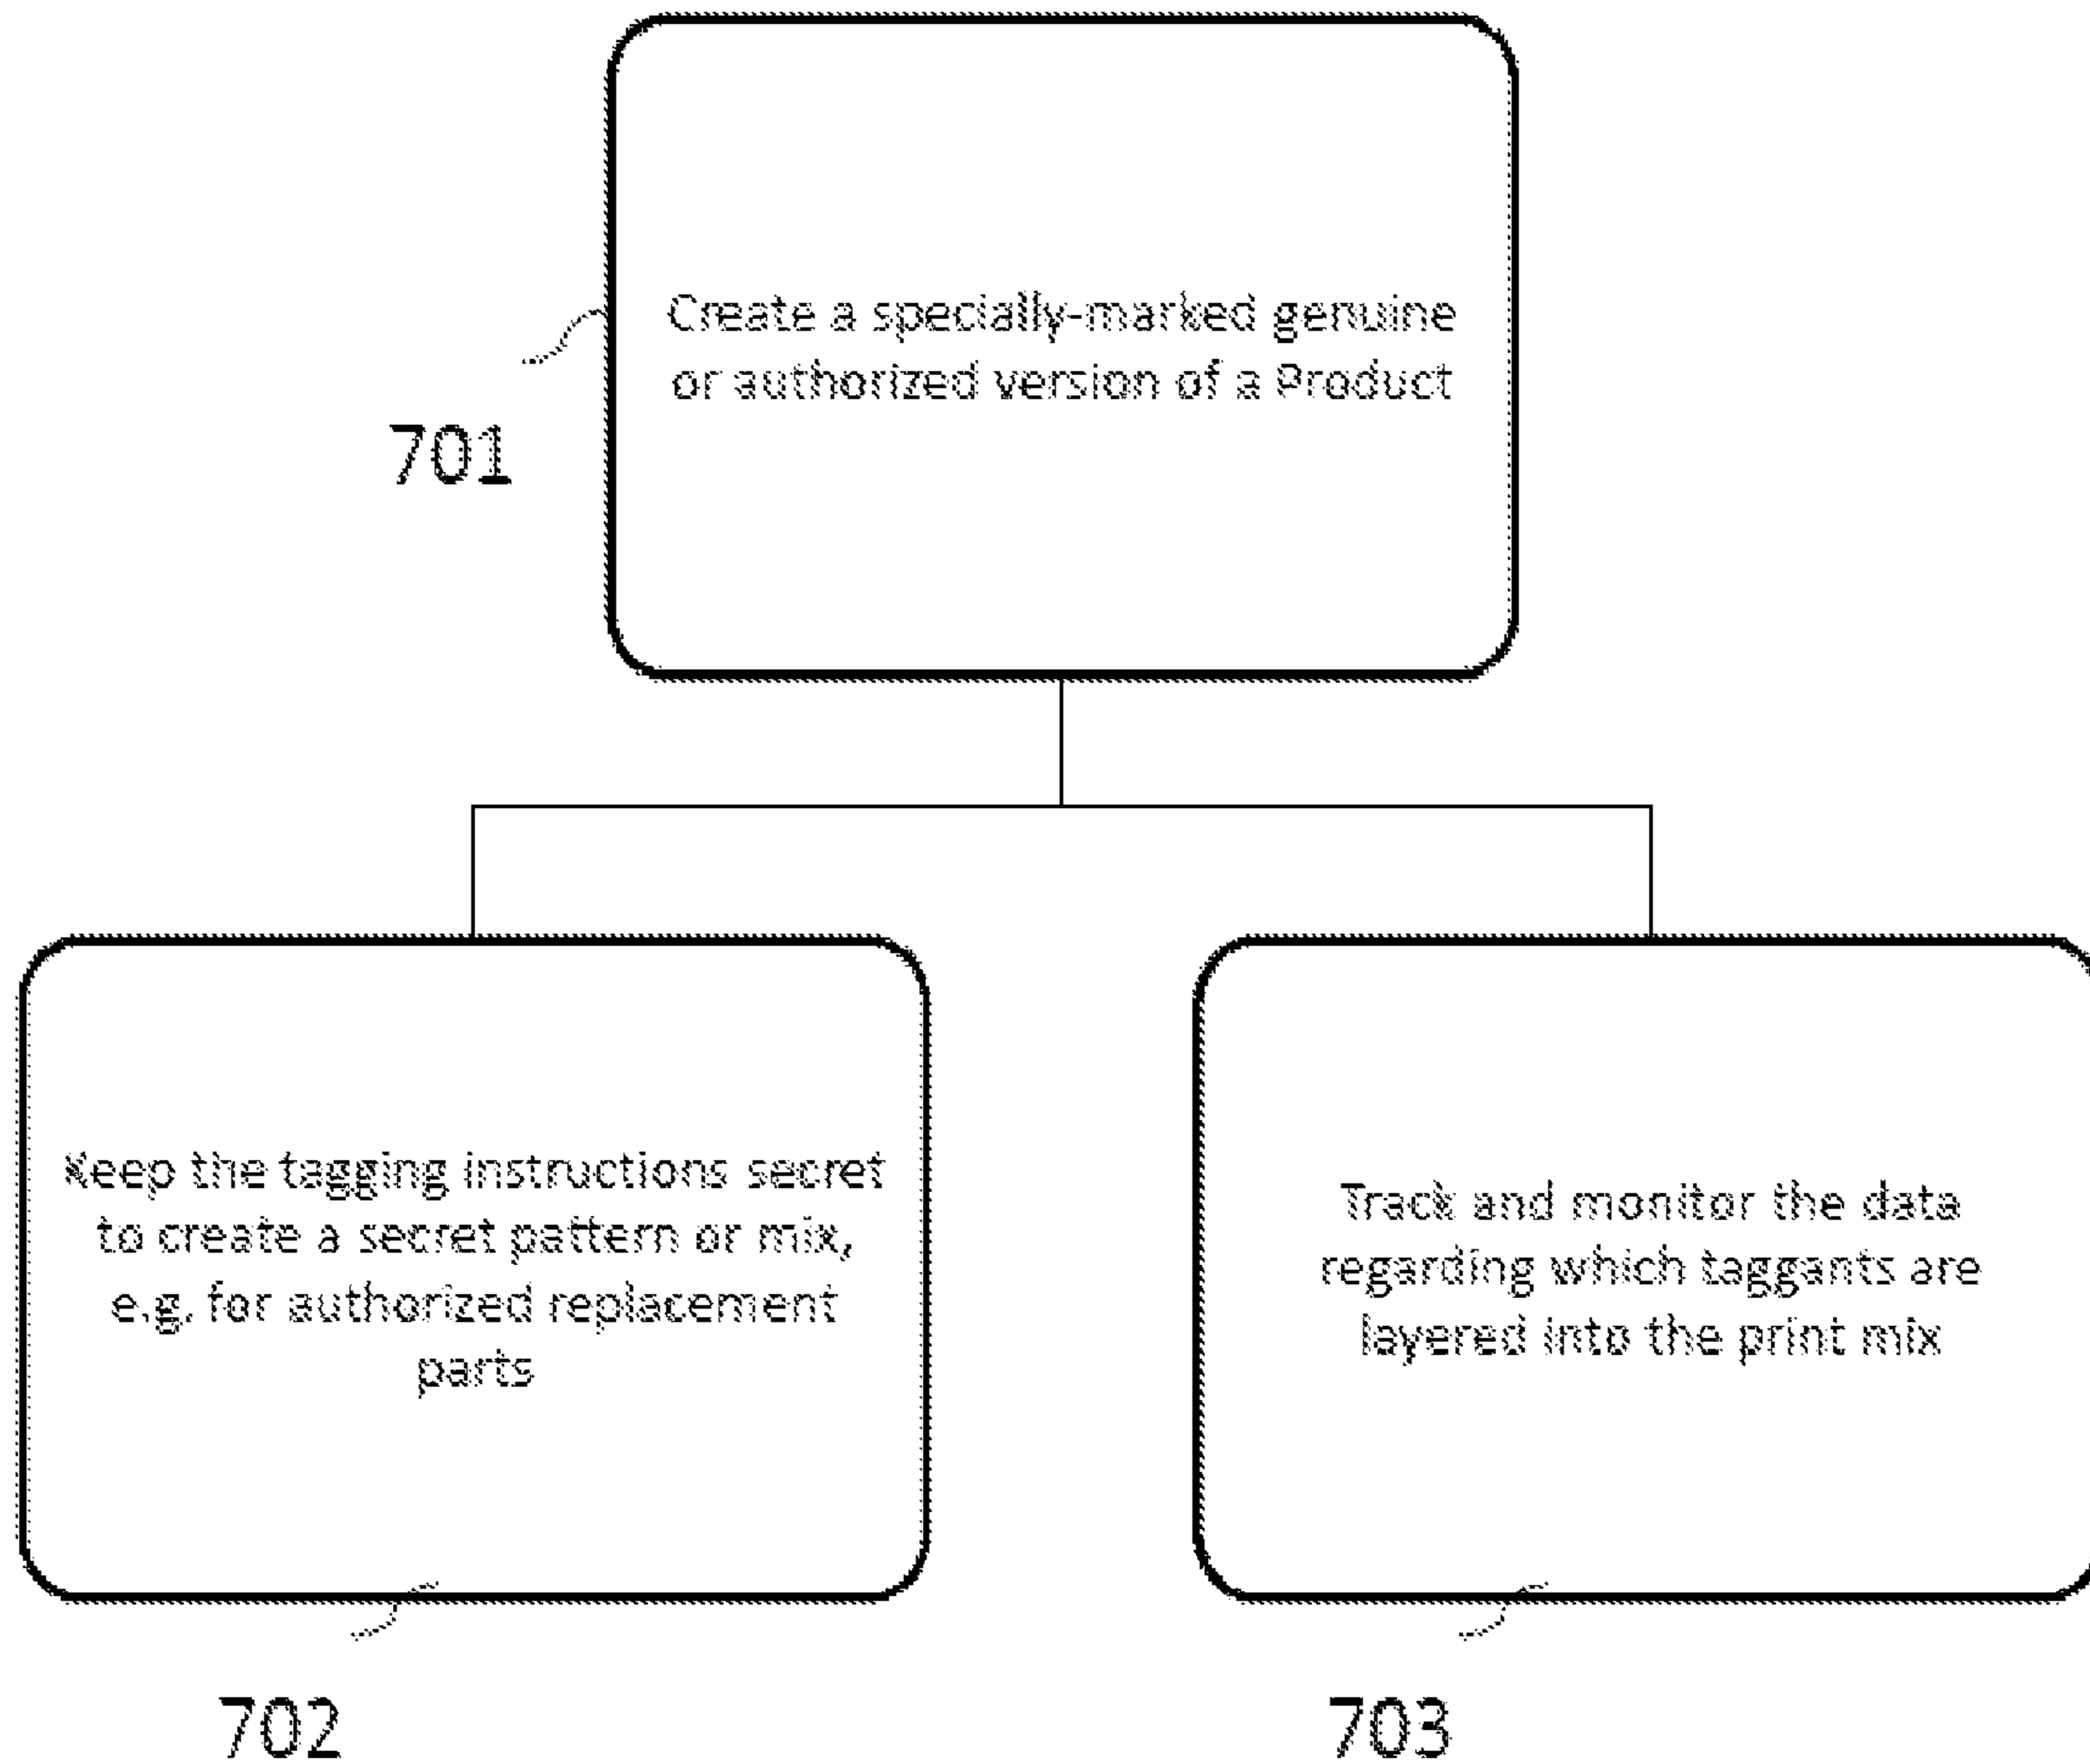 Create a specially-marked genuine
or authorized version of a Product
701
Keep the tagging instructions secret
to create a secret pattern or mix,
e.g. for authorized replacement
parts
Track and monitor the data
regarding which taggants are
layered into the print mix
702
703